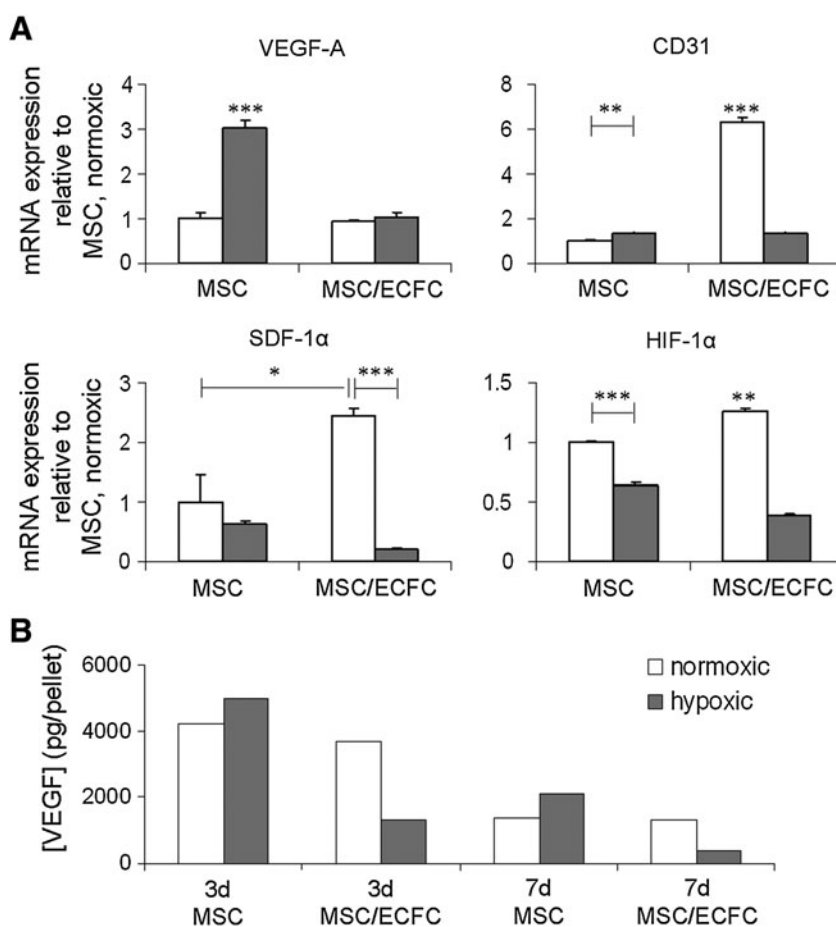 A
VEGF-A
CD31
mRNA expression
relative to
MSC, normoxic
4
3
2
1
0
***
MSC
MSC/ECFC
8
6
4
2
0
**
***
MSC
MSC/ECFC
SDF-1α
HIF-1α
mRNA expression
relative to
MSC, normoxic
3
2
1
0
*
***
MSC
MSC/ECFC
1.5
1
0.5
0
***
**
MSC
MSC/ECFC
B
[VEGF] (pg/pellet)
6000
4000
2000
0
normoxic
hypoxic
3d
MSC
3d
MSC/ECFC
7d
MSC
7d
MSC/ECFC